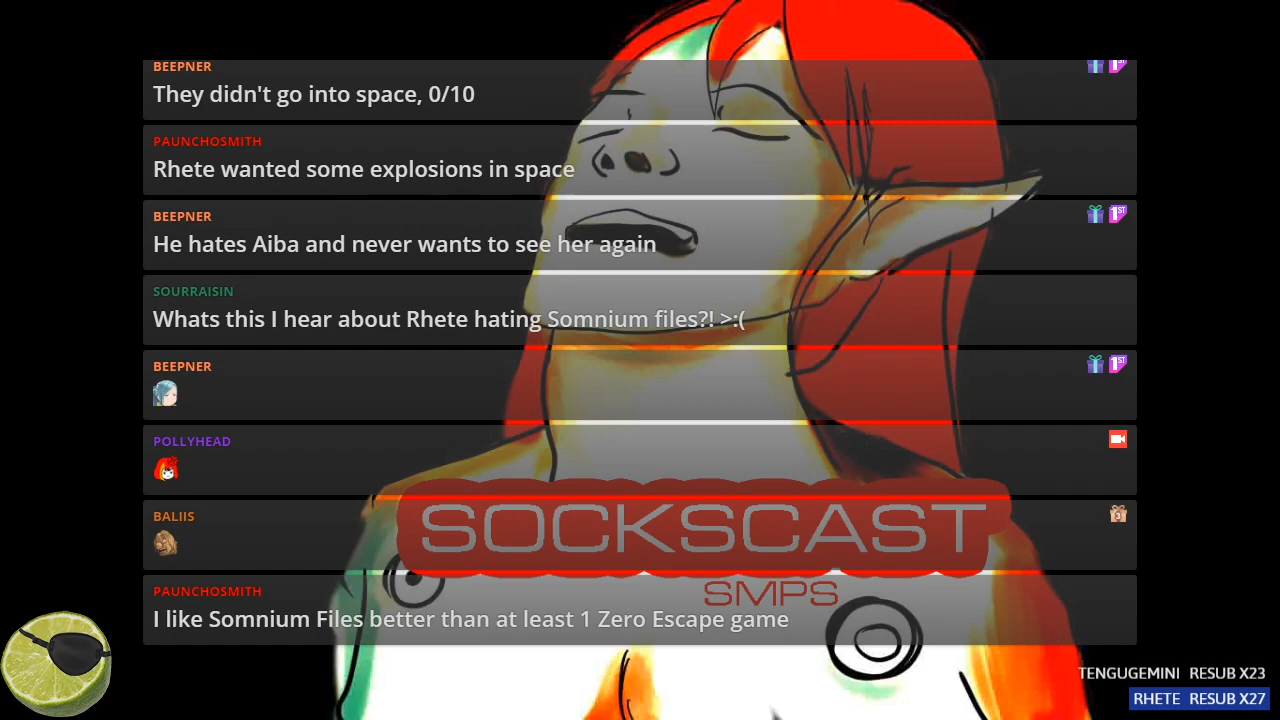 BEEPNER
They didn't go into space, 0/10
PAUNCHOSMITH
Rhete wanted some explosions in space
BEEPNER
1ST
He hates Aiba and never wants to see her again
SOURRAISIN
Whats this I hear about Rhete hating Somnium files?! >:(
BEEPNER
1ST
POLLYHEAD
BALIIS
3
PAUNCHOSMITH
I like Somnium Files better than at least 1 Zero Escape game
SOCKSCAST
SMPS
TENGUGEMINI RESUB X23
RHETE RESUB X27